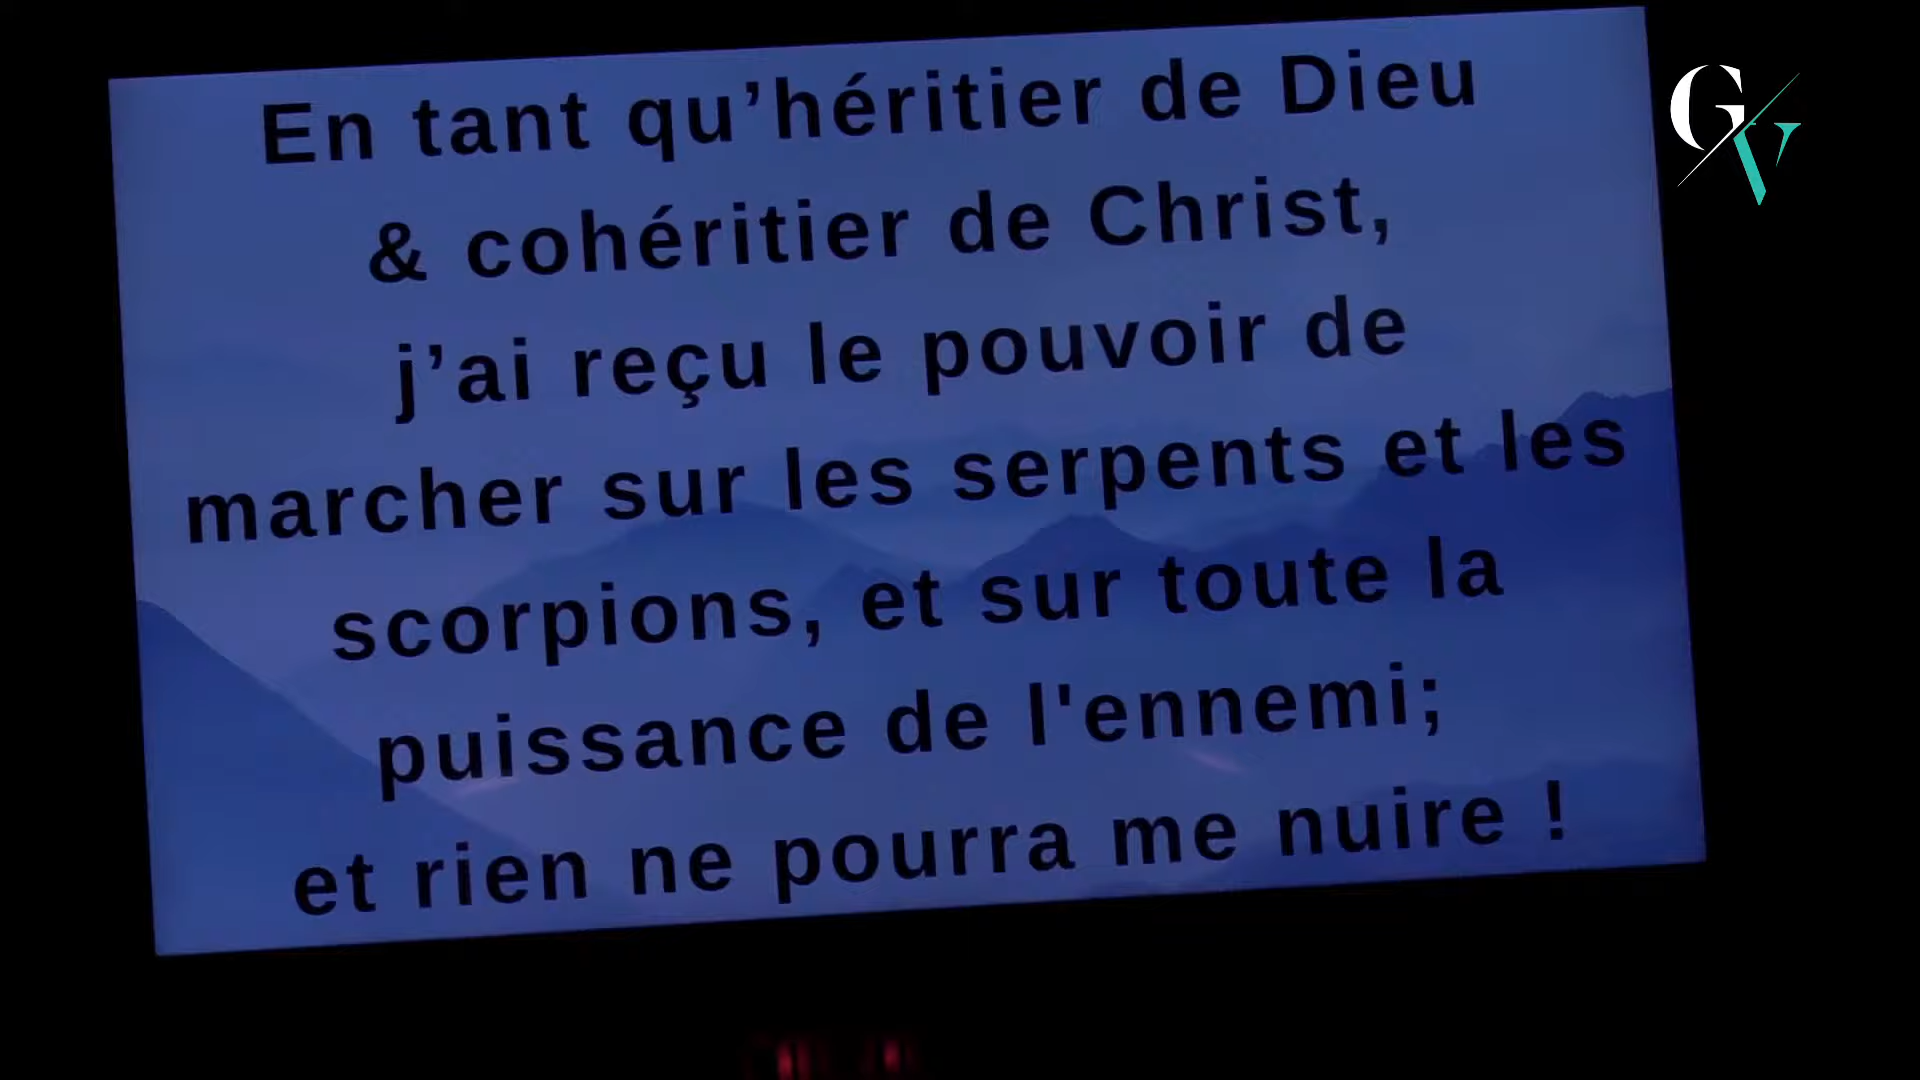 En tant qu’héritier de Dieu
& cohéritier de Christ,
j’ai reçu le pouvoir de
marcher sur les serpents et les
scorpions, et sur toute la
puissance de l'ennemi;
et rien ne pourra me nuire !
GV